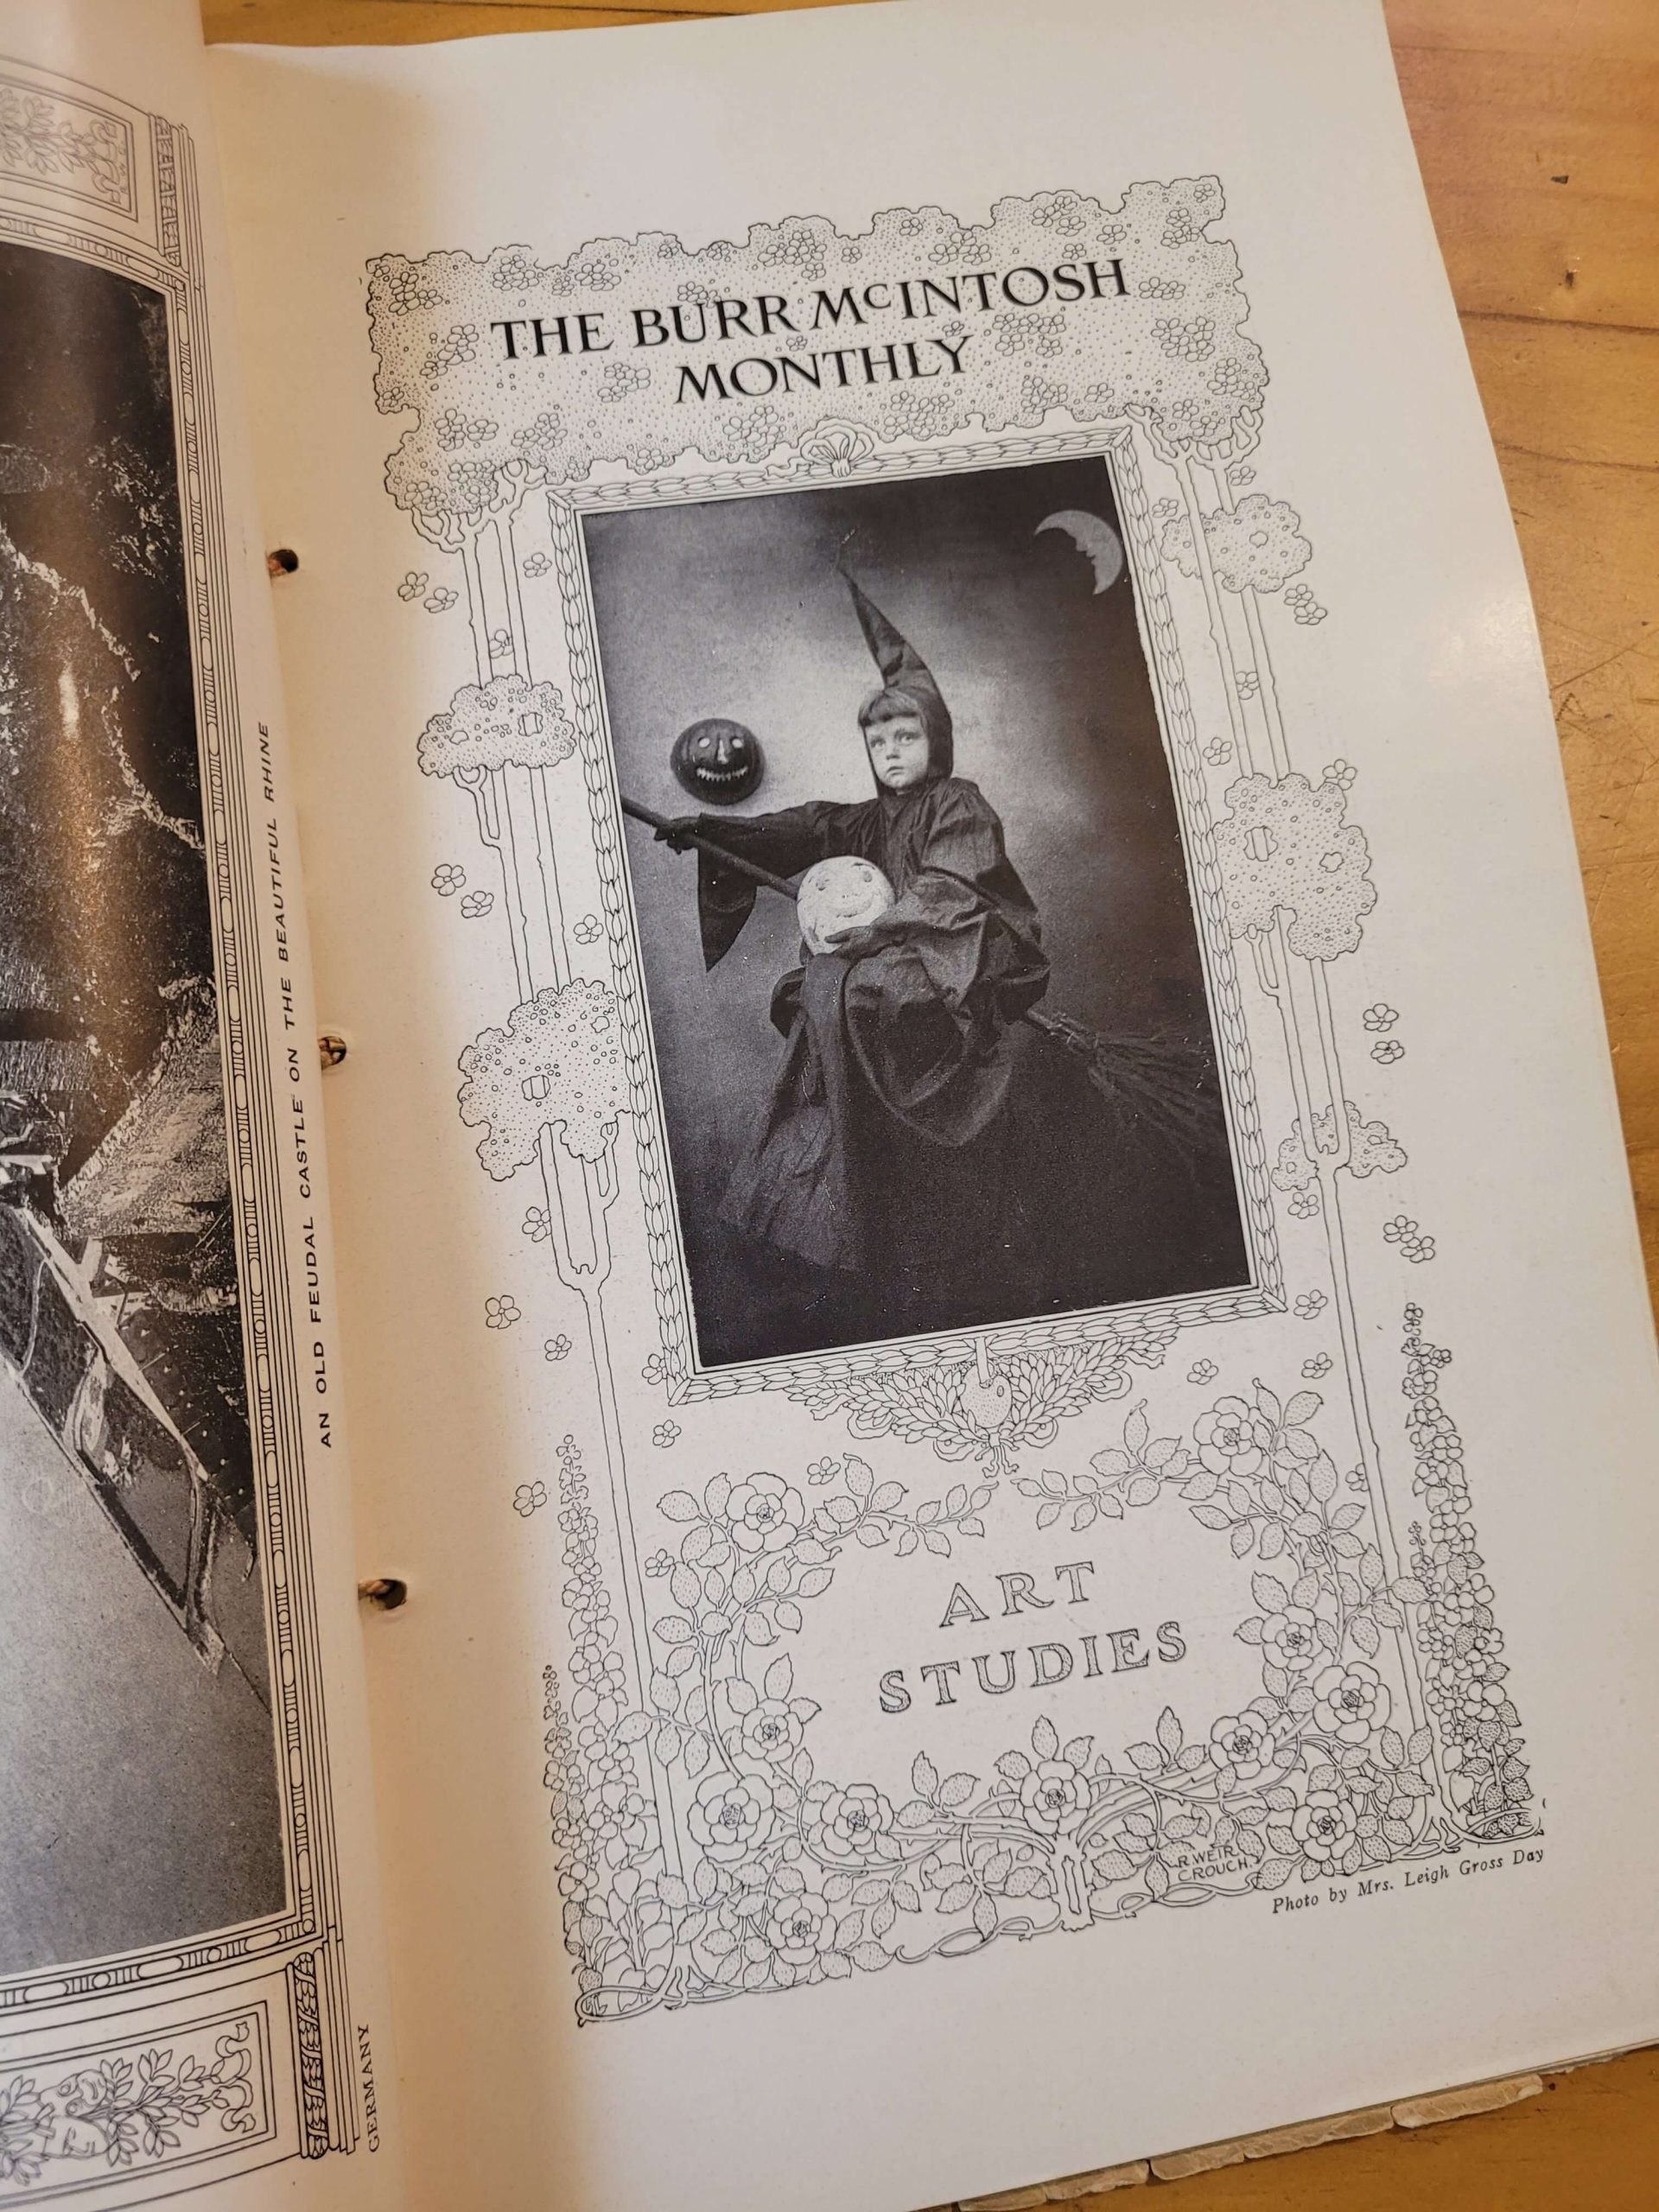 AN OLD FEUDAL CASTLE ON THE BEAUTIFUL RHINE
GERMANY
THE BURR McINTOSH
MONTHLY
ART
STUDIES
R. WEIR
CROUCH.
Photo by Mrs. Leigh Gross Day